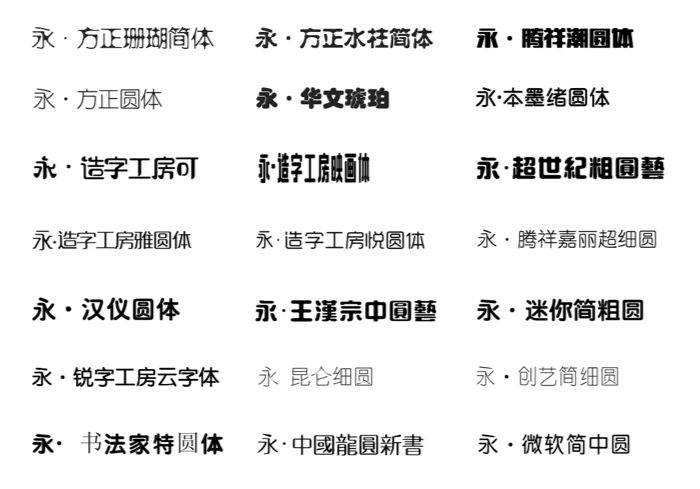 永·方正珊瑚简体 永·方正水柱简体 永·腾祥潮圆体
永·方正圆体 永·华文琥珀 永·本墨绪圆体
永·造字工房可 永·造字工房映画体 永·超世紀粗圓藝
永·造字工房雅圆体 永·造字工房悦圆体 永·腾祥嘉丽超细圆
永·汉仪圆体 永·王漢宗中圓藝 永·迷你简粗圆
永·锐字工房云字体 永 昆仑细圆 永·创艺简细圆
永· 书法家特圆体 永·中國龍圓新書 永·微软简中圆